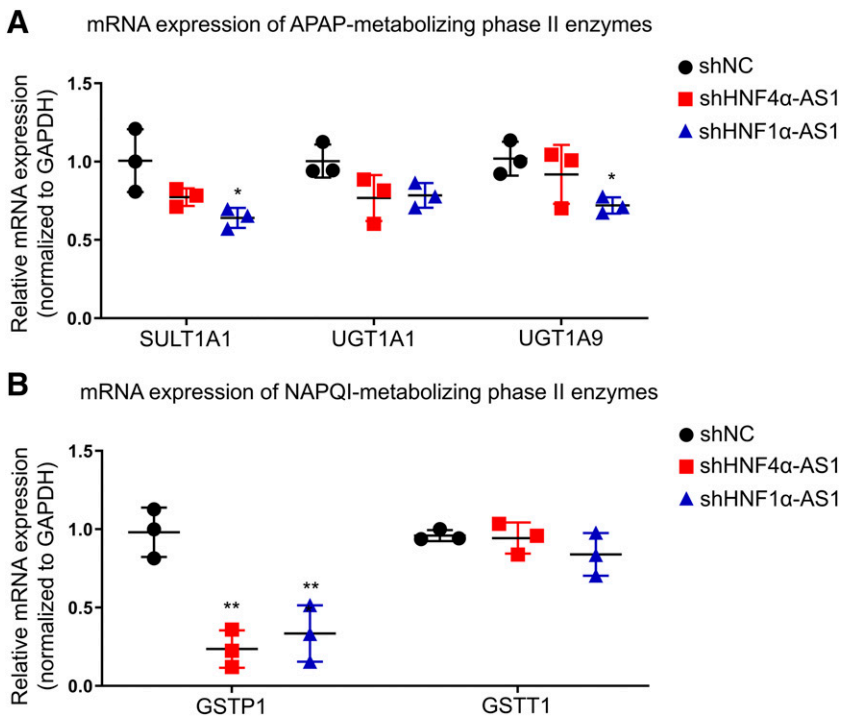 A
mRNA expression of APAP-metabolizing phase II enzymes
Relative mRNA expression
(normalized to GAPDH)
1.5
1.0
0.5
0.0
*
*
SULT1A1
UGT1A1
UGT1A9
shNC
shHNF4α-AS1
shHNF1α-AS1
B
mRNA expression of NAPQI-metabolizing phase II enzymes
Relative mRNA expression
(normalized to GAPDH)
1.5
1.0
0.5
0.0
**
**
GSTP1
GSTT1
shNC
shHNF4α-AS1
shHNF1α-AS1